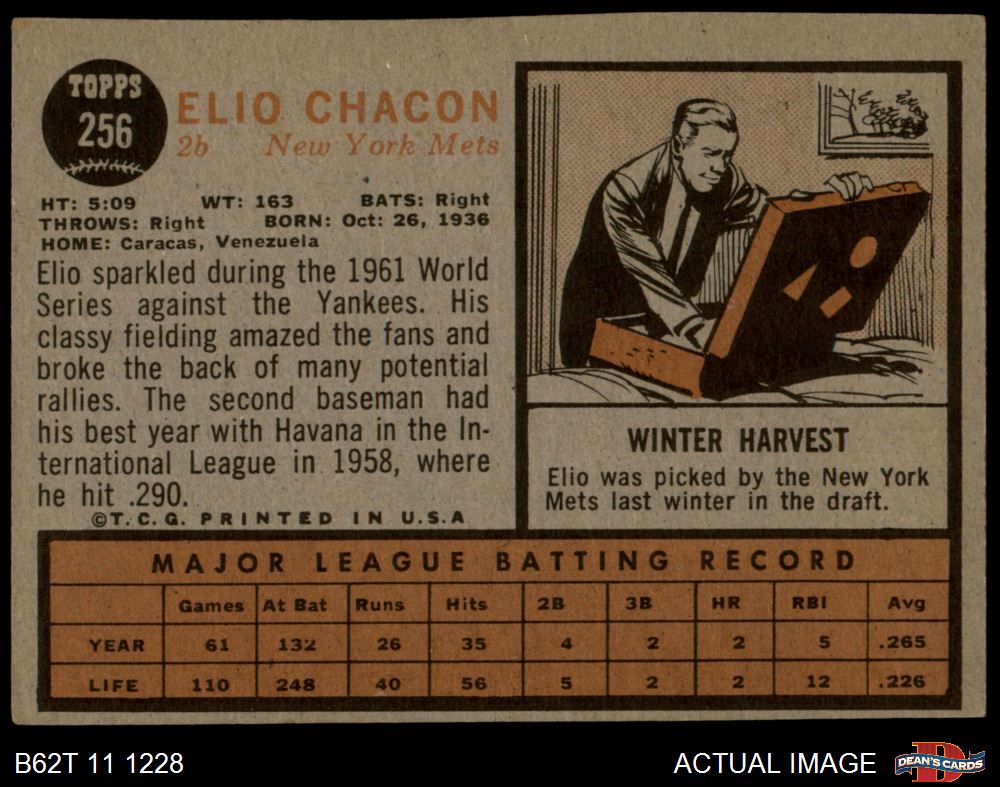 TOPPS
256
ELIO CHACON
2b New York Mets
HT: 5:09 WT: 163 BATS: Right
THROWS: Right BORN: Oct: 26, 1936
HOME: Caracas, Venezuela
Elio sparkled during the 1961 World
Series against the Yankees. His
classy fielding amazed the fans and
broke the back of many potential
rallies. The second baseman had
his best year with Havana in the In-
ternational League in 1958, where
he hit .290.
©T.C.G. PRINTED IN U.S.A
WINTER HARVEST
Elio was picked by the New York
Mets last winter in the draft.
MAJOR LEAGUE BATTING RECORD
Games At Bat Runs Hits 2B 3B HR RBI Avg
YEAR 61 132 26 35 4 2 2 5 .265
LIFE 110 248 40 56 5 2 2 12 .226
B62T 11 1228
ACTUAL IMAGE
DEAN'S CARDS